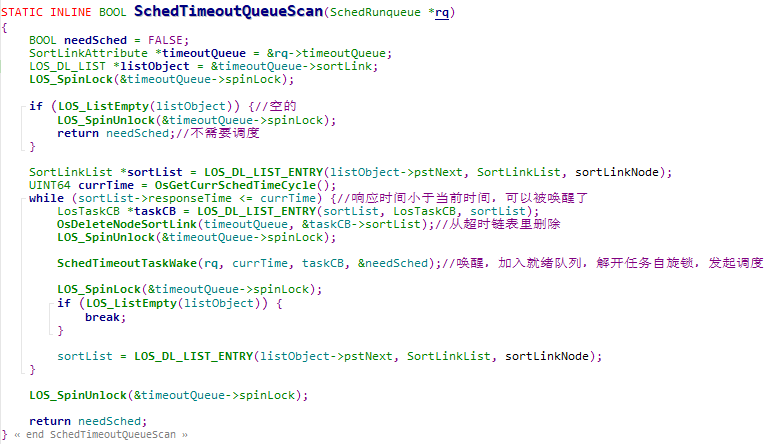 STATIC INLINE BOOL SchedTimeoutQueueScan(SchedRunqueue *rq)
{
    BOOL needSched = FALSE;
    SortLinkAttribute *timeoutQueue = &rq->timeoutQueue;
    LOS_DL_LIST *listObject = &timeoutQueue->sortLink;
    LOS_SpinLock(&timeoutQueue->spinLock);

    if (LOS_ListEmpty(listObject)) {//空的
        LOS_SpinUnlock(&timeoutQueue->spinLock);
        return needSched;//不需要调度
    }

    SortLinkList *sortList = LOS_DL_LIST_ENTRY(listObject->pstNext, SortLinkList, sortLinkNode);
    UINT64 currTime = OsGetCurrSchedTimeCycle();
    while (sortList->responseTime <= currTime) {//响应时间小于当前时间，可以被唤醒了
        LosTaskCB *taskCB = LOS_DL_LIST_ENTRY(sortList, LosTaskCB, sortList);
        OsDeleteNodeSortLink(timeoutQueue, &taskCB->sortList);//从超时链表里删除
        LOS_SpinUnlock(&timeoutQueue->spinLock);

        SchedTimeoutTaskWake(rq, currTime, taskCB, &needSched);//唤醒，加入就绪队列，解开任务自旋锁，发起调度

        LOS_SpinLock(&timeoutQueue->spinLock);
        if (LOS_ListEmpty(listObject)) {
            break;
        }

        sortList = LOS_DL_LIST_ENTRY(listObject->pstNext, SortLinkList, sortLinkNode);
    }

    LOS_SpinUnlock(&timeoutQueue->spinLock);

    return needSched;
} « end SchedTimeoutQueueScan »